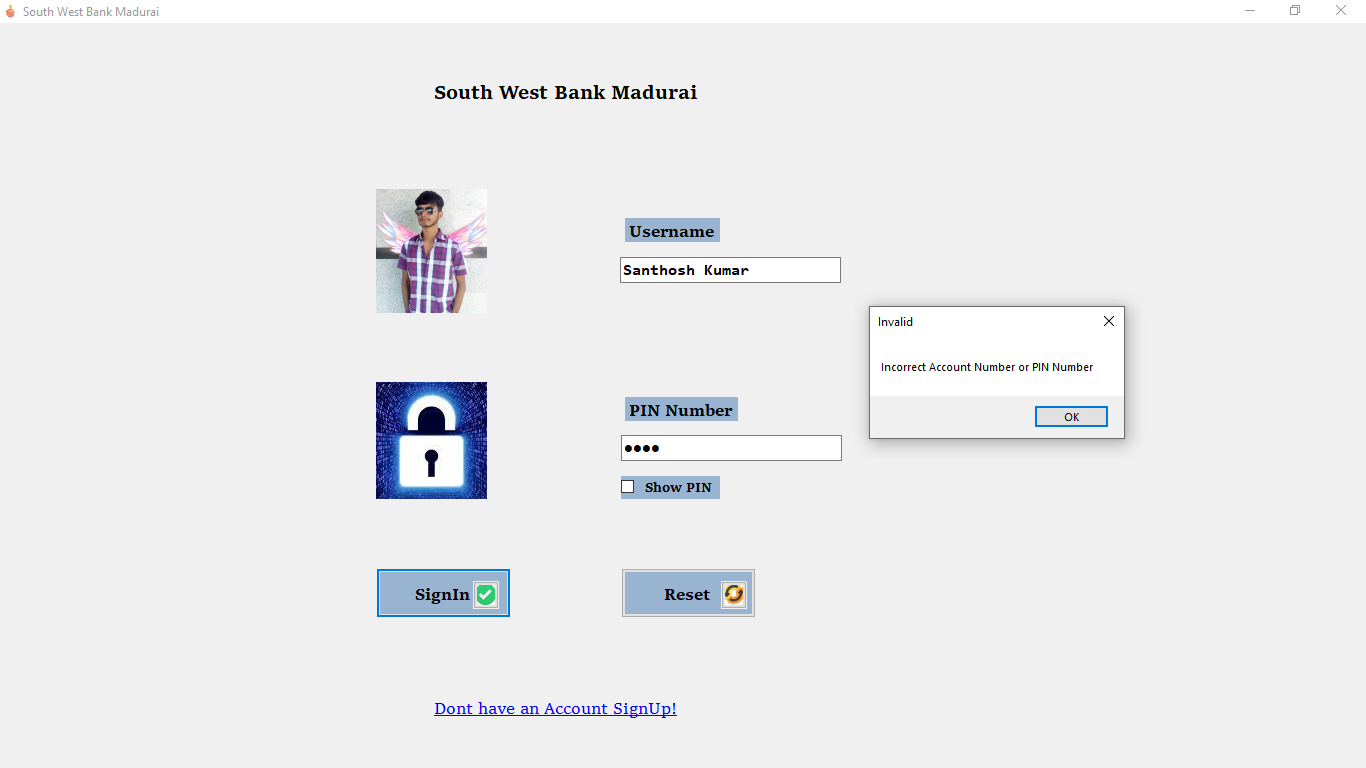 South West Bank Madurai
South West Bank Madurai
Username
Santhosh Kumar
Invalid
Incorrect Account Number or PIN Number
OK
PIN Number
●●●●
Show PIN
SignIn
Reset
Dont have an Account SignUp!